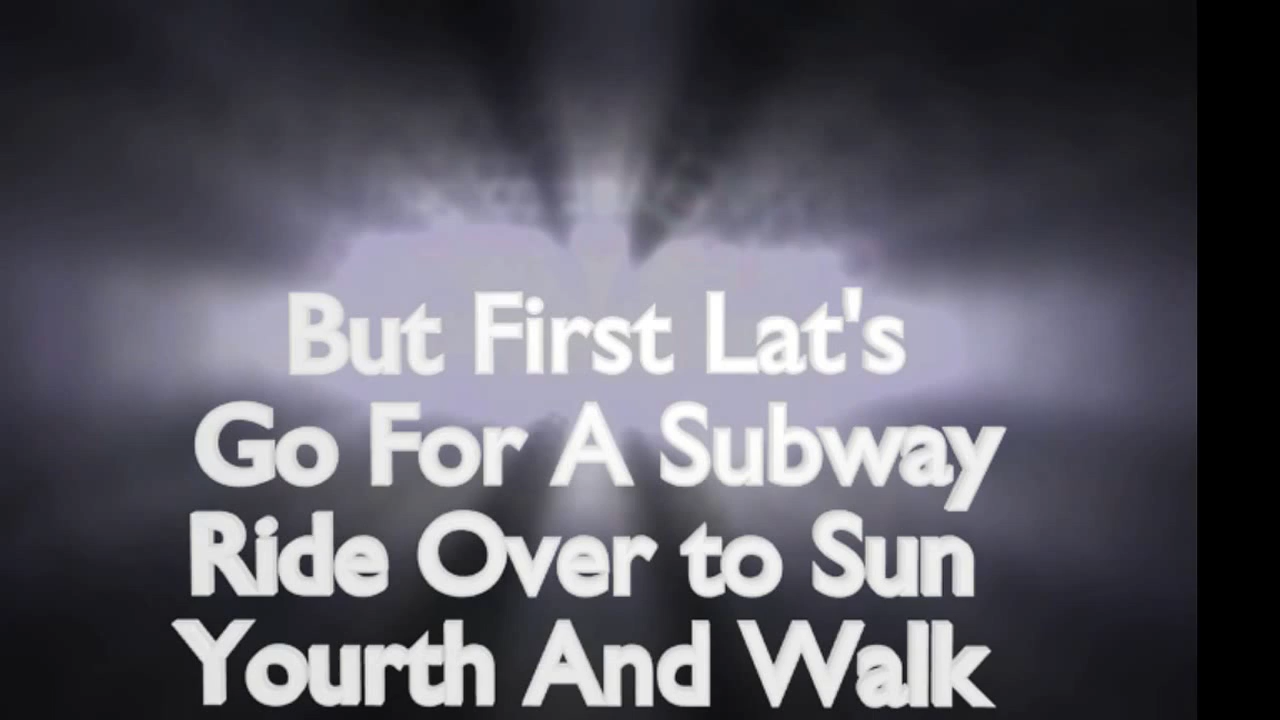 But First Lat's
Go For A Subway
Ride Over to Sun
Yourth And Walk